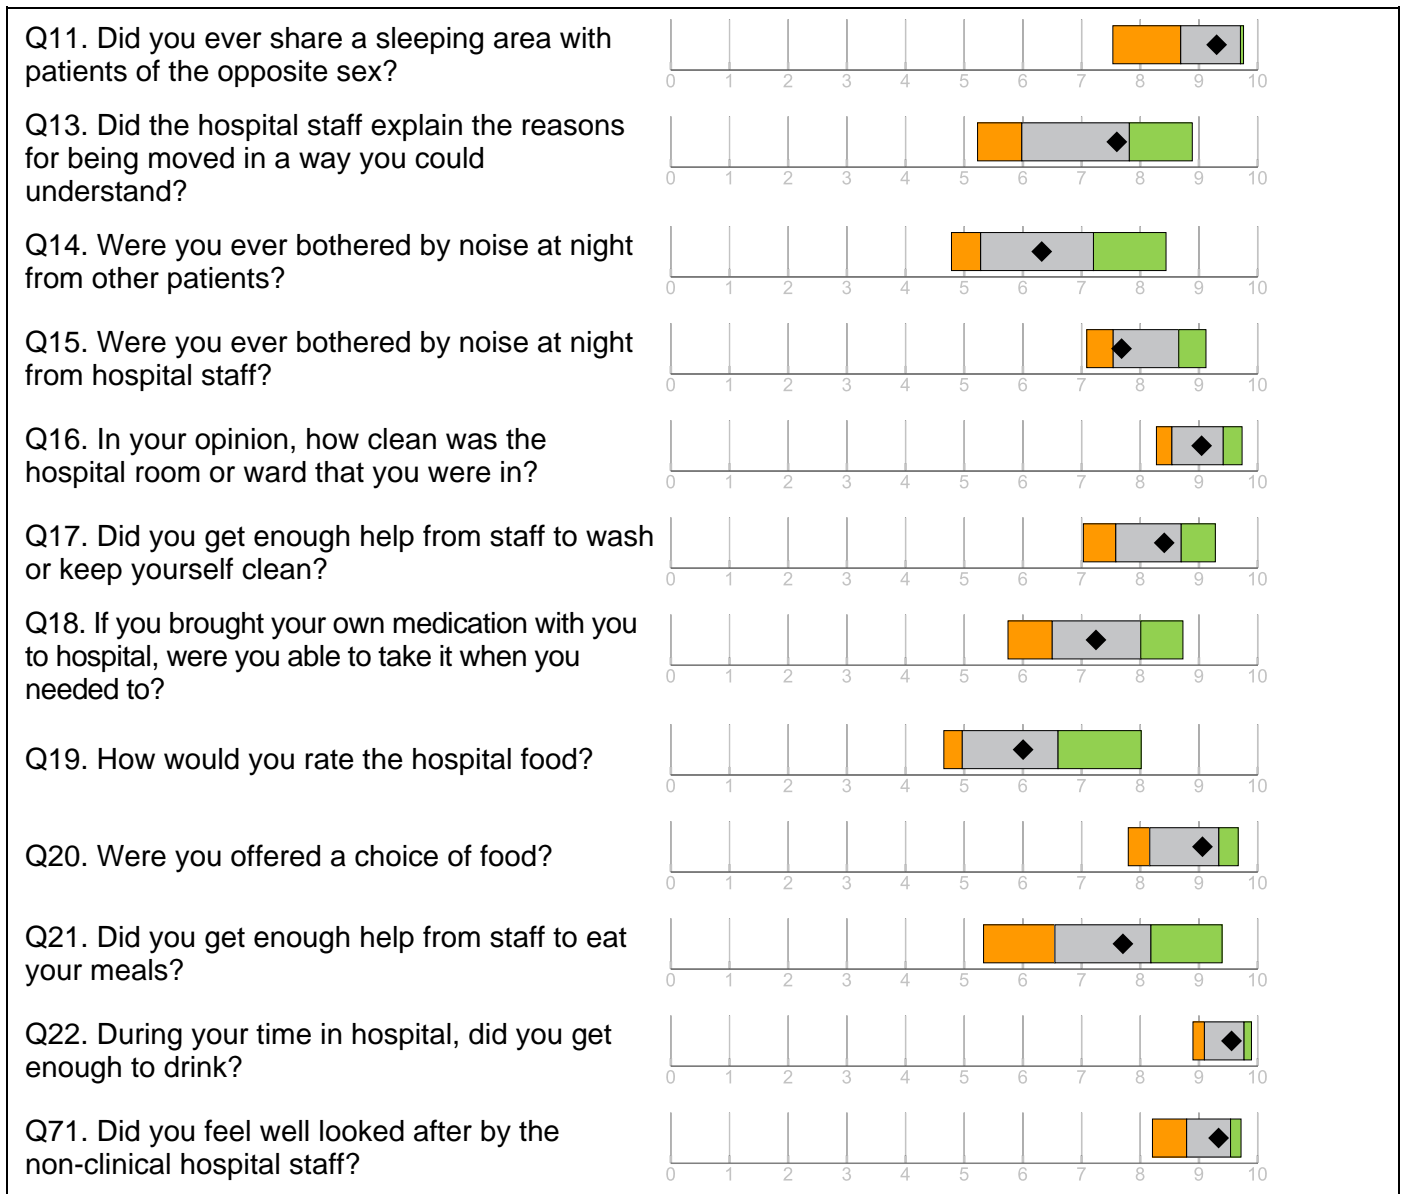 Q11. Did you ever share a sleeping area with
patients of the opposite sex?
0 1 2 3 4 5 6 7 8 9 10
Q13. Did the hospital staff explain the reasons
for being moved in a way you could
understand?
0 1 2 3 4 5 6 7 8 9 10
Q14. Were you ever bothered by noise at night
from other patients?
0 1 2 3 4 5 6 7 8 9 10
Q15. Were you ever bothered by noise at night
from hospital staff?
0 1 2 3 4 5 6 7 8 9 10
Q16. In your opinion, how clean was the
hospital room or ward that you were in?
0 1 2 3 4 5 6 7 8 9 10
Q17. Did you get enough help from staff to wash
or keep yourself clean?
0 1 2 3 4 5 6 7 8 9 10
Q18. If you brought your own medication with you
to hospital, were you able to take it when you
needed to?
0 1 2 3 4 5 6 7 8 9 10
Q19. How would you rate the hospital food?
0 1 2 3 4 5 6 7 8 9 10
Q20. Were you offered a choice of food?
0 1 2 3 4 5 6 7 8 9 10
Q21. Did you get enough help from staff to eat
your meals?
0 1 2 3 4 5 6 7 8 9 10
Q22. During your time in hospital, did you get
enough to drink?
0 1 2 3 4 5 6 7 8 9 10
Q71. Did you feel well looked after by the
non-clinical hospital staff?
0 1 2 3 4 5 6 7 8 9 10